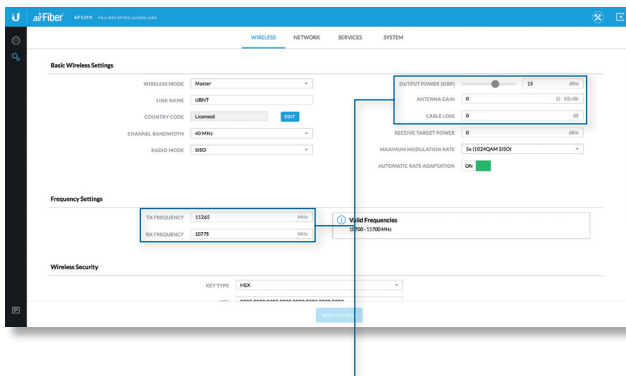 airFiber AF11FX
WIRELESS NETWORK SERVICES SYSTEM
Basic Wireless Settings
WIRELESS MODE Master
LINK NAME UBNT
COUNTRY CODE Licensed EDIT
CHANNEL BANDWIDTH 40 MHz
RADIO MODE SISO
OUTPUT POWER (EIRP) 15 dBm
ANTENNA GAIN 0 (0 - 50) dBi
CABLE LOSS 0 dB
RECEIVE TARGET POWER 0 dBm
MAXIMUM MODULATION RATE 5x (1024QAM SISO)
AUTOMATIC RATE ADAPTATION ON
Frequency Settings
TX FREQUENCY 11265 MHz
RX FREQUENCY 10775 MHz
Valid Frequencies
10700 - 11700 MHz
Wireless Security
KEY TYPE HEX